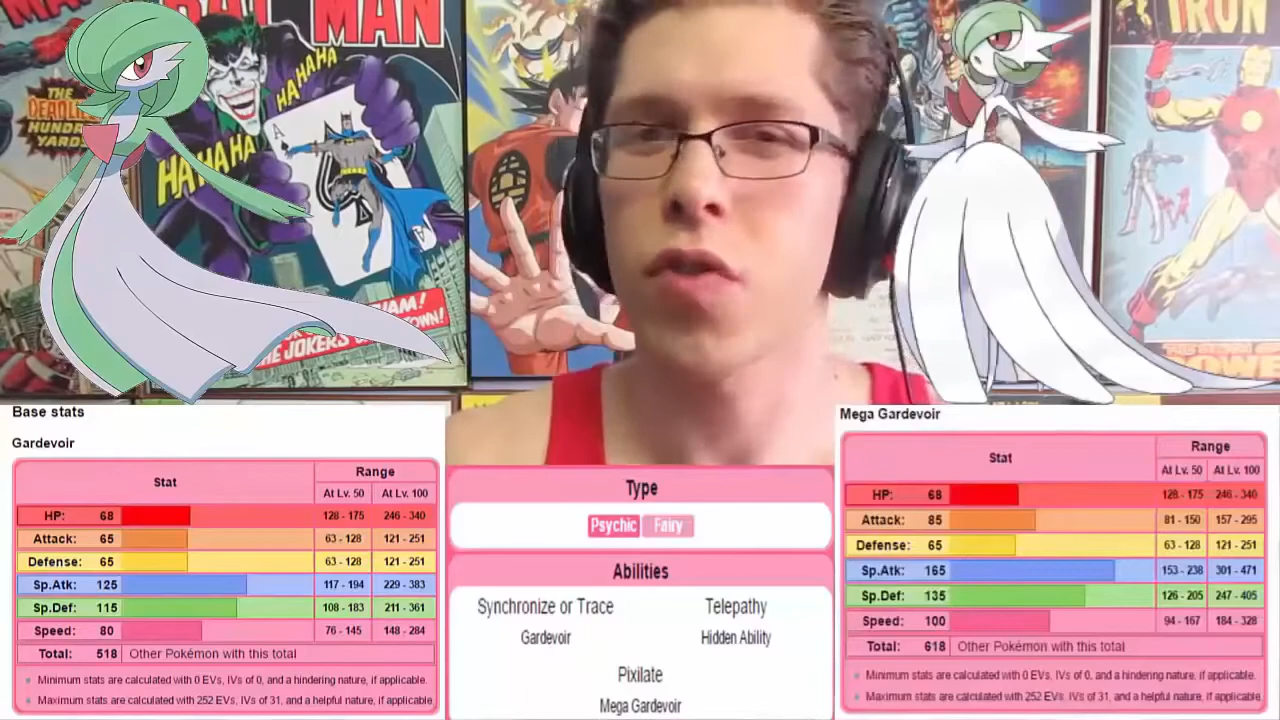 BAT MAN
IRON
THE
DEADLIEST
HUNDRED
YARDS!
HAHAHA
HAHAHA
A
THE JOKER'S
TOWN!
Base stats
Gardevoir
Stat Range
At Lv. 50 At Lv. 100
HP: 68 128 - 175 246 - 340
Attack: 65 63 - 128 121 - 251
Defense: 65 63 - 128 121 - 251
Sp.Atk: 125 117 - 194 229 - 383
Sp.Def: 115 108 - 183 211 - 361
Speed: 80 76 - 145 148 - 284
Total: 518 Other Pokémon with this total
Minimum stats are calculated with 0 EVs, IVs of 0, and a hindering nature, if applicable.
Maximum stats are calculated with 252 EVs, IVs of 31, and a helpful nature, if applicable
Type
Psychic Fairy
Abilities
Synchronize or Trace Telepathy
Gardevoir Hidden Ability
Pixilate
Mega Gardevoir
Mega Gardevoir
Stat Range
At Lv. 50 At Lv. 100
HP: 68 128 - 175 246 - 340
Attack: 85 81 - 150 157 - 295
Defense: 65 63 - 128 121 - 251
Sp.Atk: 165 153 - 238 301 - 471
Sp.Def: 135 126 - 205 247 - 405
Speed: 100 94 - 167 184 - 328
Total: 618 Other Pokémon with this total
Minimum stats are calculated with 0 EVs, IVs of 0, and a hindering nature, if applicable.
Maximum stats are calculated with 252 EVs, IVs of 31, and a helpful nature, if applicable.